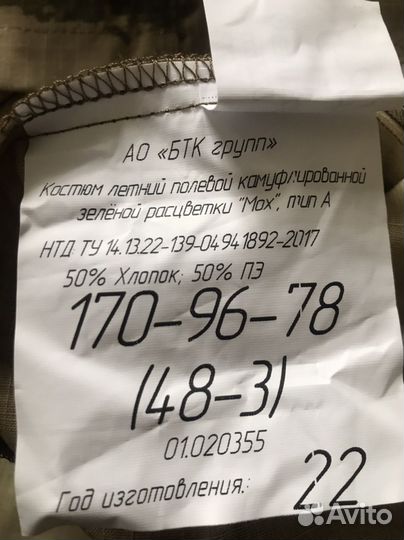 АО «БТК групп»
Костюм летний полевой камуфлированной
зелёной расцветки "Мох", тип А
НТД ТУ 14.13.22-139-04941892-2017
50% Хлопок; 50% ПЭ
170-96-78
(48-3)
01.020355
Год изготовления.: 22
Avito